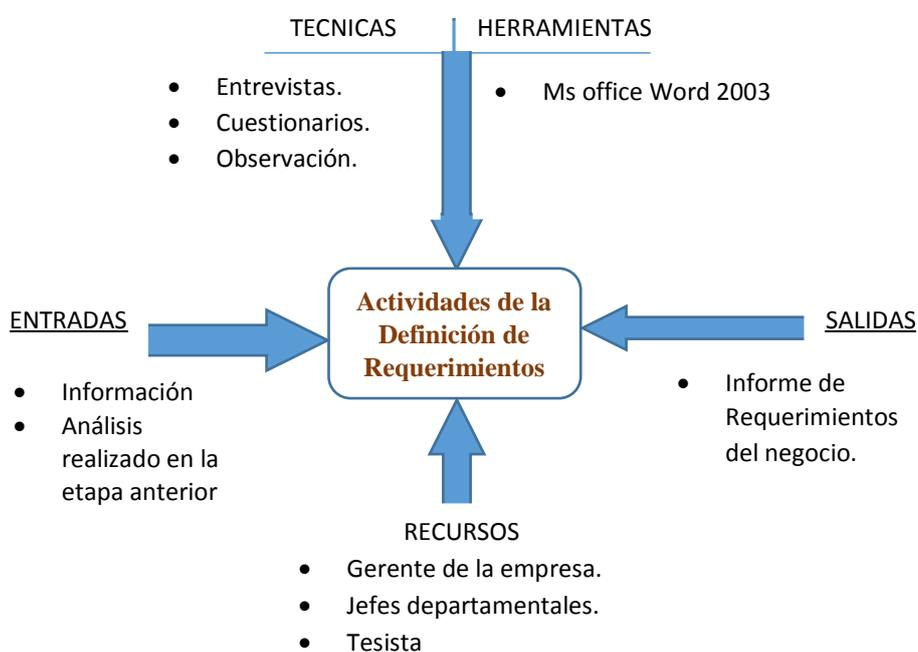 TECNICAS
HERRAMIENTAS
• Entrevistas.
• Cuestionarios.
• Observación.
• Ms office Word 2003
ENTRADAS
• Información
• Análisis
realizado en la
etapa anterior
Actividades de la
Definición de
Requerimientos
SALIDAS
• Informe de
Requerimientos
del negocio.
RECURSOS
• Gerente de la empresa.
• Jefes departamentales.
• Tesista